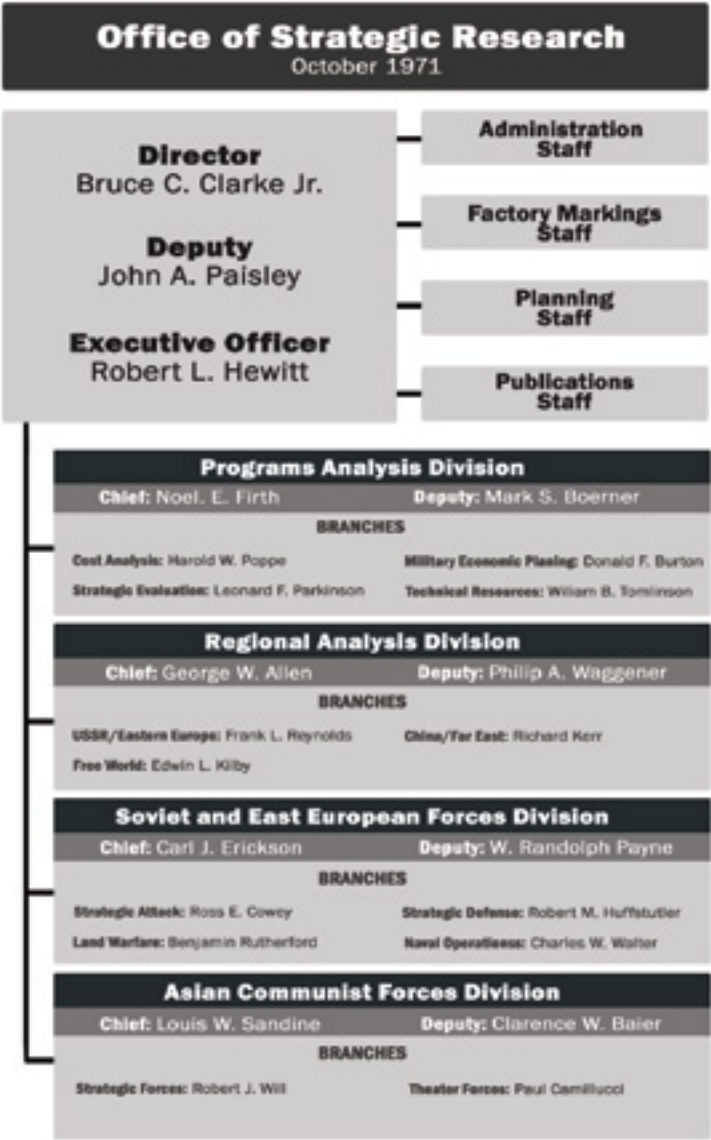 Office of Strategic Research
October 1971
Director
Bruce C. Clarke Jr.
Deputy
John A. Paisley
Executive Officer
Robert L. Hewitt
Administration
Staff
Factory Markings
Staff
Planning
Staff
Publications
Staff
Programs Analysis Division
Chief: Noel. E. Firth Deputy: Mark S. Boerner
BRANCHES
Cost Analysis: Harold W. Poppe Military Economic Planing: Donald F. Burton
Strategic Evaluation: Leonard F. Parkinson Technical Resources: Wiliam B. Tomlinson
Regional Analysis Division
Chief: George W. Allen Deputy: Philip A. Waggener
BRANCHES
USSR/Eastern Europe: Frank L. Reynolds China/Far East: Richard Kerr
Free World: Edwin L. Kilby
Soviet and East European Forces Division
Chief: Carl J. Erickson Deputy: W. Randolph Payne
BRANCHES
Strategic Attack: Ross E. Cowey Strategic Defense: Robert M. Huffstutler
Land Warfare: Benjamin Rutherford Naval Operatioess: Charles W. Walter
Asian Communist Forces Division
Chief: Louis W. Sandine Deputy: Clarence W. Baier
BRANCHES
Strategic Forces: Robert J. Will Theater Forces: Paul Camillucci